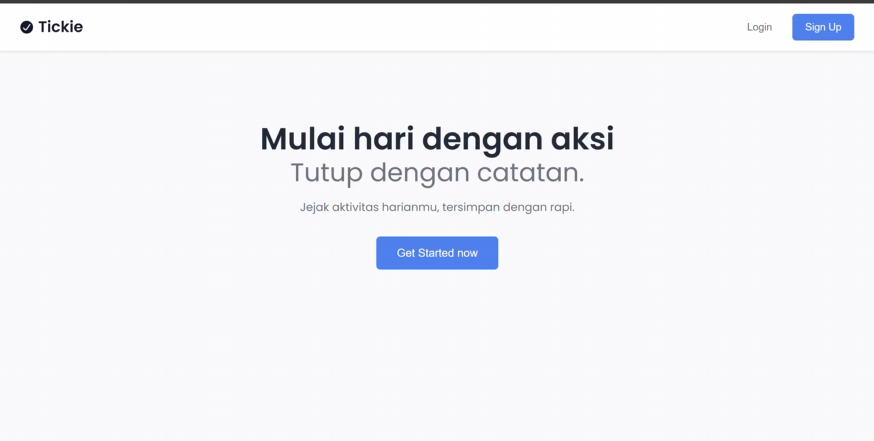 Tickie
Login
Sign Up
Mulai hari dengan aksi
Tutup dengan catatan.
Jejak aktivitas harianmu, tersimpan dengan rapi.
Get Started now